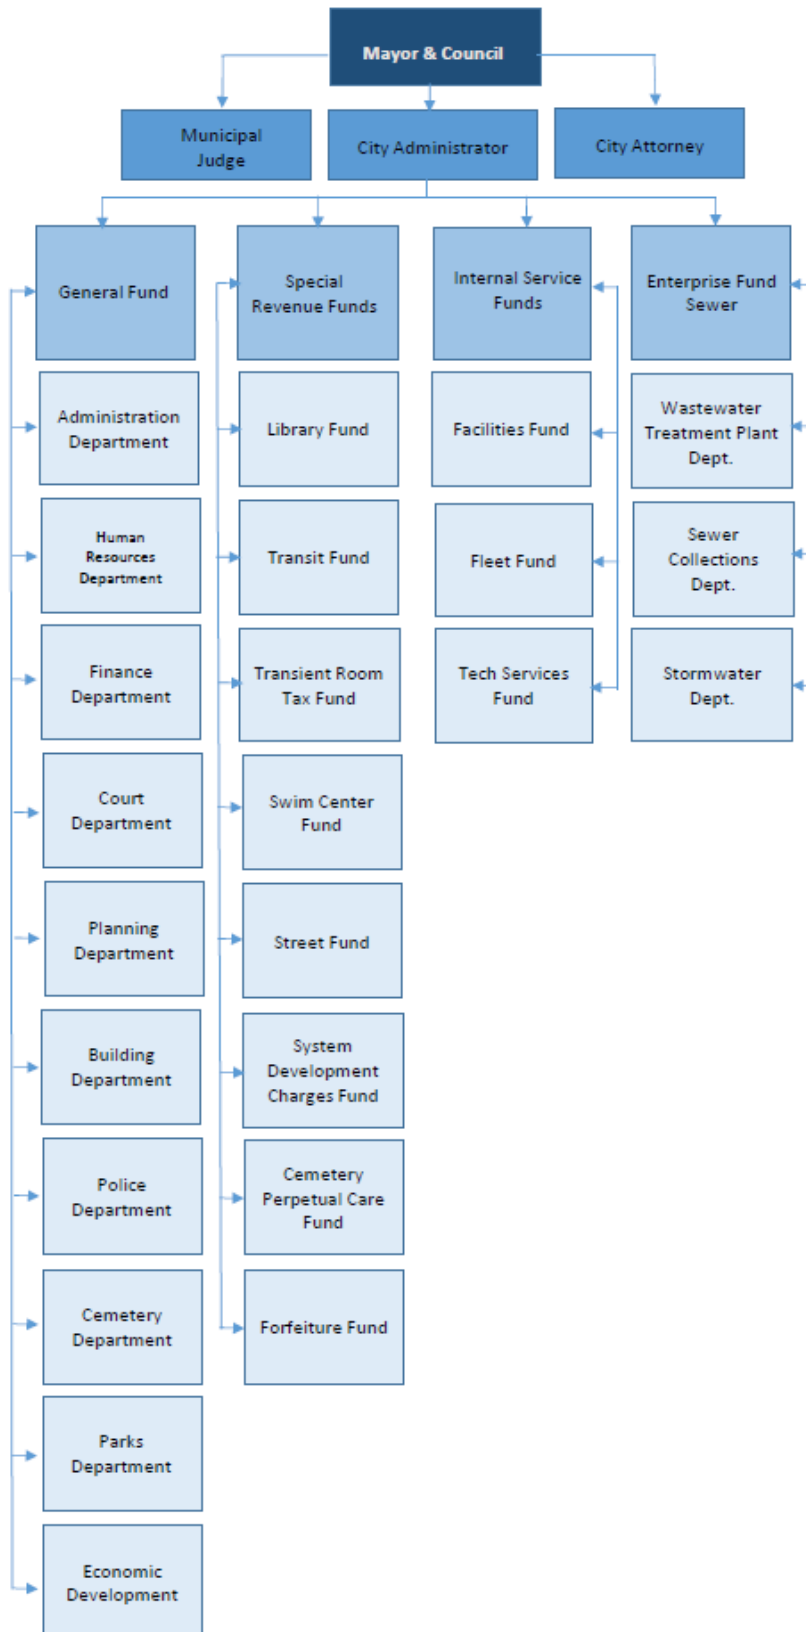 Mayor & Council
Municipal
Judge
City Administrator
City Attorney
General Fund
Special
Revenue Funds
Internal Service
Funds
Enterprise Fund
Sewer
Administration
Department
Library Fund
Facilities Fund
Wastewater
Treatment Plant
Dept.
Human
Resources
Department
Transit Fund
Fleet Fund
Sewer
Collections
Dept.
Finance
Department
Transient Room
Tax Fund
Tech Services
Fund
Stormwater
Dept.
Court
Department
Swim Center
Fund
Planning
Department
Street Fund
Building
Department
System
Development
Charges Fund
Police
Department
Cemetery
Perpetual Care
Fund
Cemetery
Department
Forfeiture Fund
Parks
Department
Economic
Development